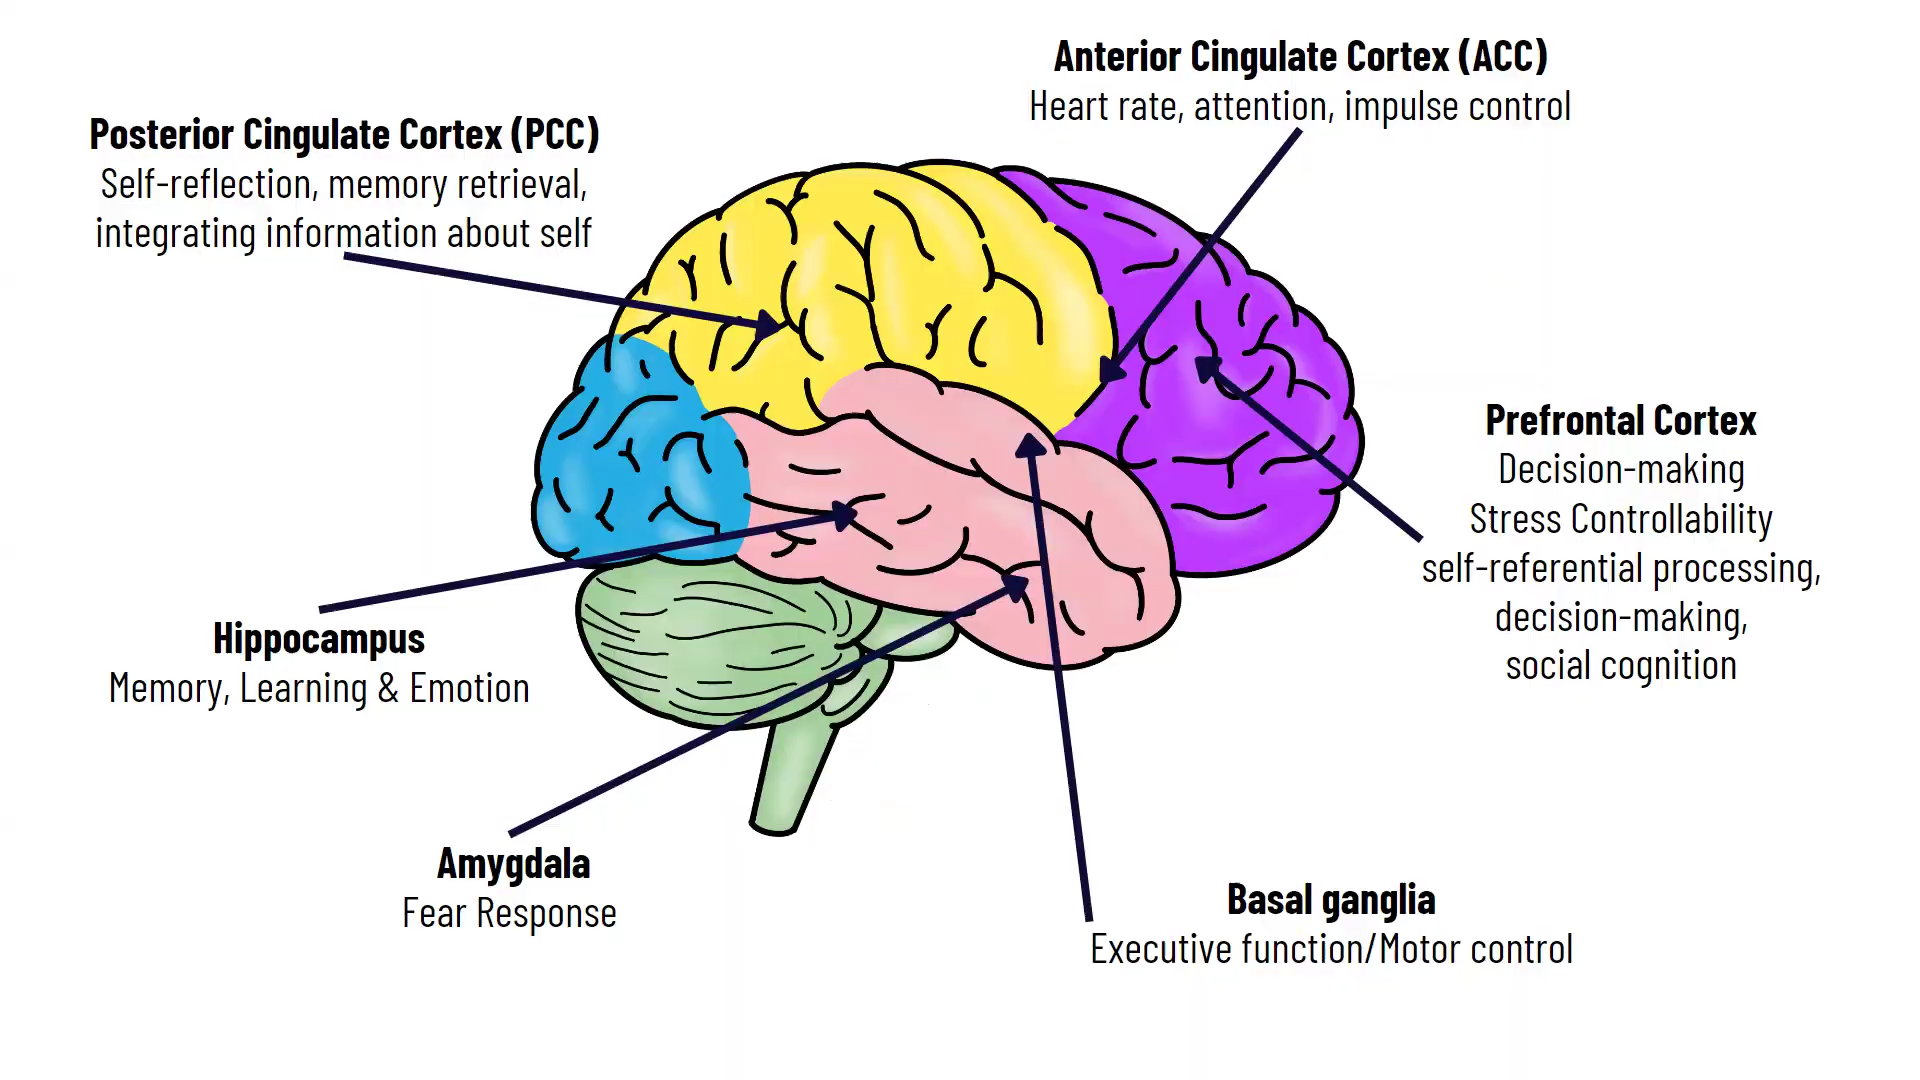 Anterior Cingulate Cortex (ACC)
Heart rate, attention, impulse control
Posterior Cingulate Cortex (PCC)
Self-reflection, memory retrieval,
integrating information about self
Prefrontal Cortex
Decision-making
Stress Controllability
self-referential processing,
decision-making,
social cognition
Hippocampus
Memory, Learning & Emotion
Amygdala
Fear Response
Basal ganglia
Executive function/Motor control